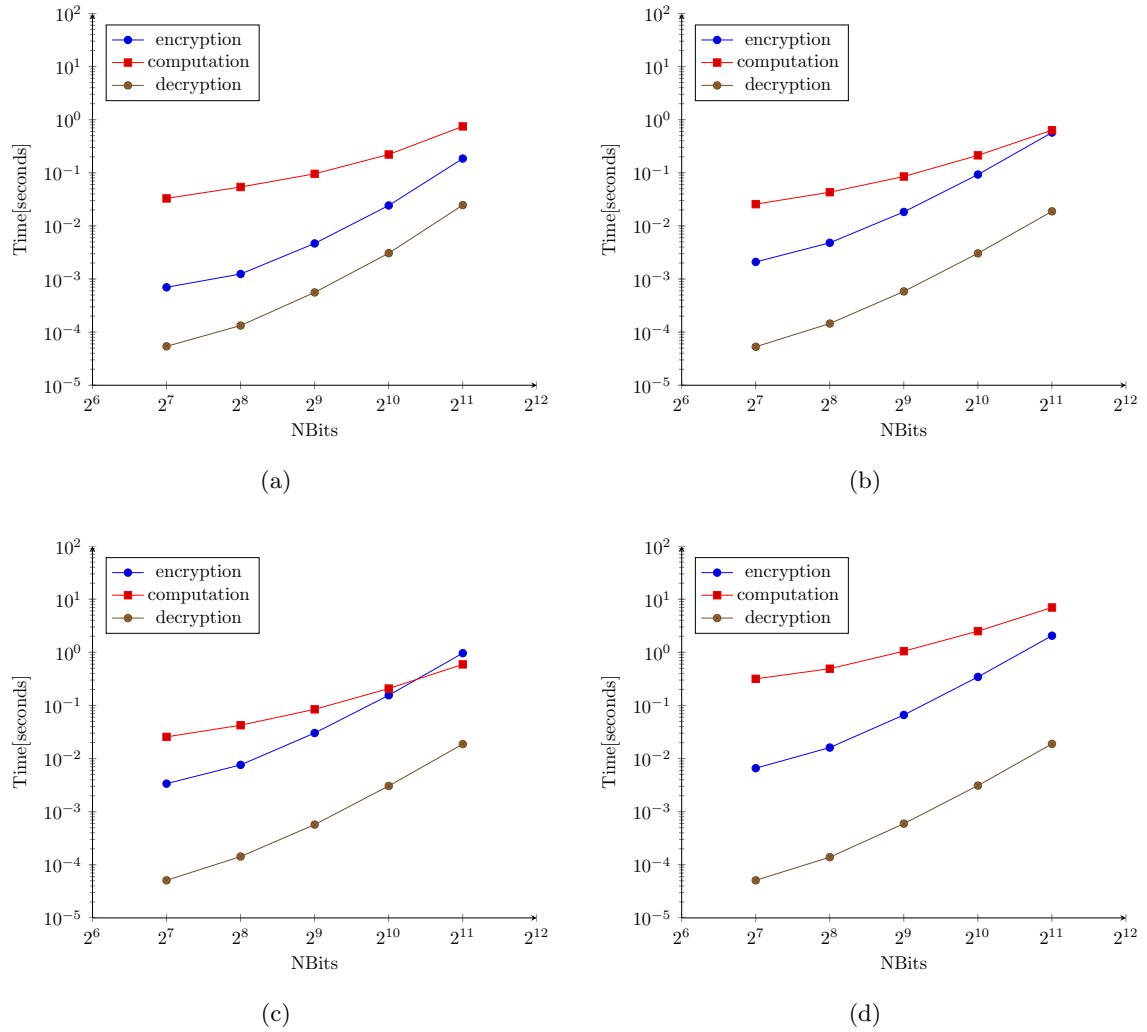 10^2
10^1
10^0
10^-1
10^-2
10^-3
10^-4
10^-5
Time[seconds]
encryption
computation
decryption
2^6 2^7 2^8 2^9 2^10 2^11 2^12
NBits
(a)
10^2
10^1
10^0
10^-1
10^-2
10^-3
10^-4
10^-5
Time[seconds]
encryption
computation
decryption
2^6 2^7 2^8 2^9 2^10 2^11 2^12
NBits
(b)
10^2
10^1
10^0
10^-1
10^-2
10^-3
10^-4
10^-5
Time[seconds]
encryption
computation
decryption
2^6 2^7 2^8 2^9 2^10 2^11 2^12
NBits
(c)
10^2
10^1
10^0
10^-1
10^-2
10^-3
10^-4
10^-5
Time[seconds]
encryption
computation
decryption
2^6 2^7 2^8 2^9 2^10 2^11 2^12
NBits
(d)